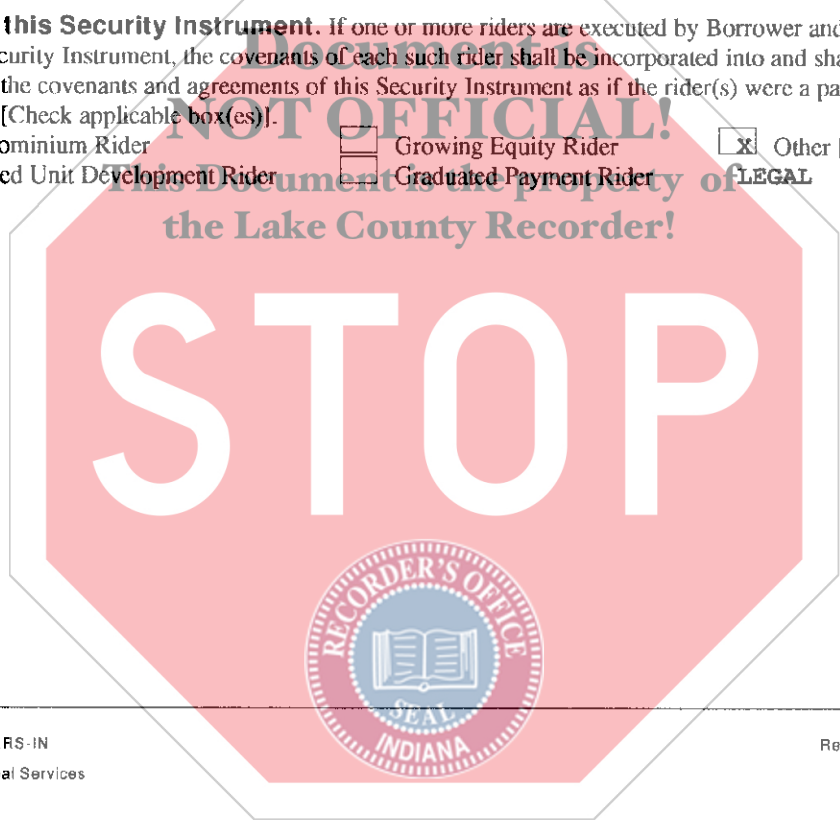 this Security Instrument. If one or more riders are executed by Borrower and
curity Instrument, the covenants of each such rider shall be incorporated into and sha
the covenants and agreements of this Security Instrument as if the rider(s) were a pa
[Check applicable box(es)].
ominium Rider Growing Equity Rider X Other
ed Unit Development Rider Graduated Payment Rider LEGAL
Document is
NOT OFFICIAL!
This Document is the property of
the Lake County Recorder!
STOP
RECORDER'S OFFICE
SEAL
INDIANA
RS-IN Re
al Services